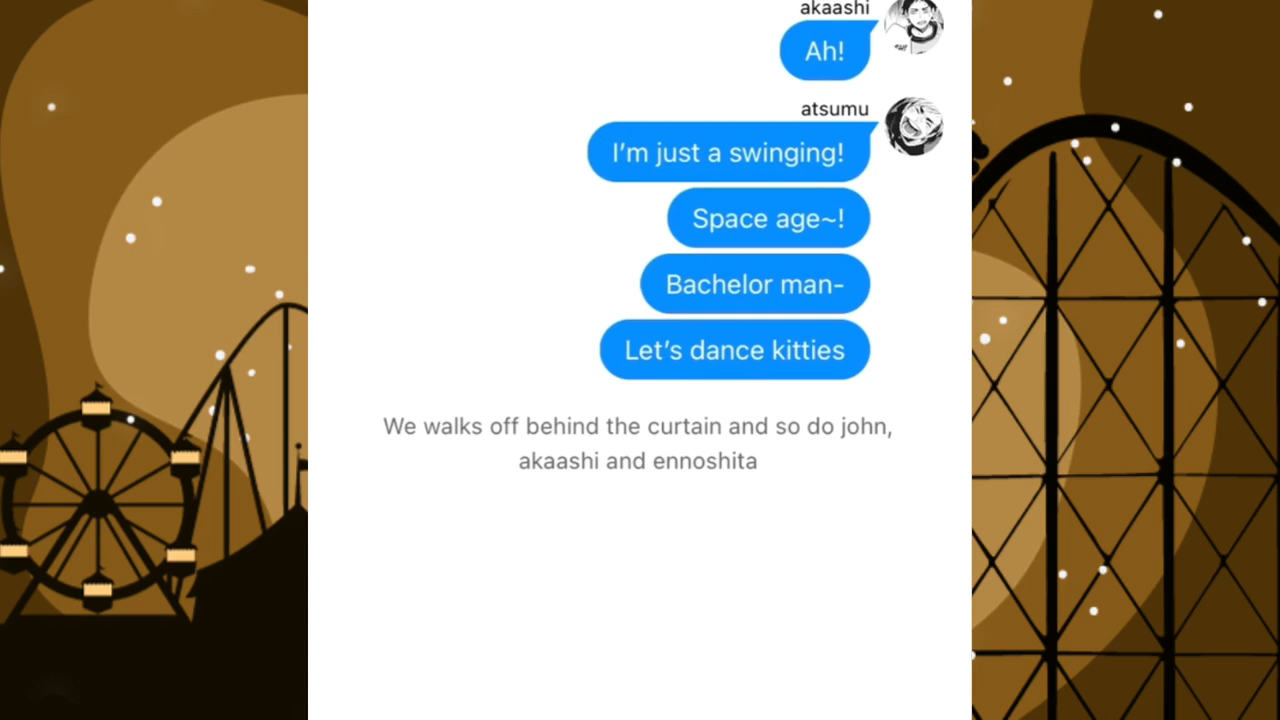 akaashi
Ah!
atsumu
I’m just a swinging!
Space age~!
Bachelor man-
Let’s dance kitties
We walks off behind the curtain and so do john,
akaashi and ennoshita